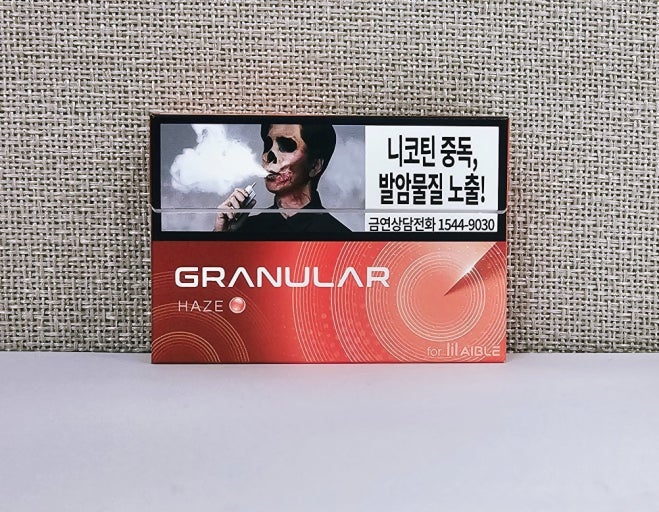 니코틴 중독,
발암물질 노출!
금연상담전화 1544-9030
GRANULAR
HAZE
for lil AIBLE